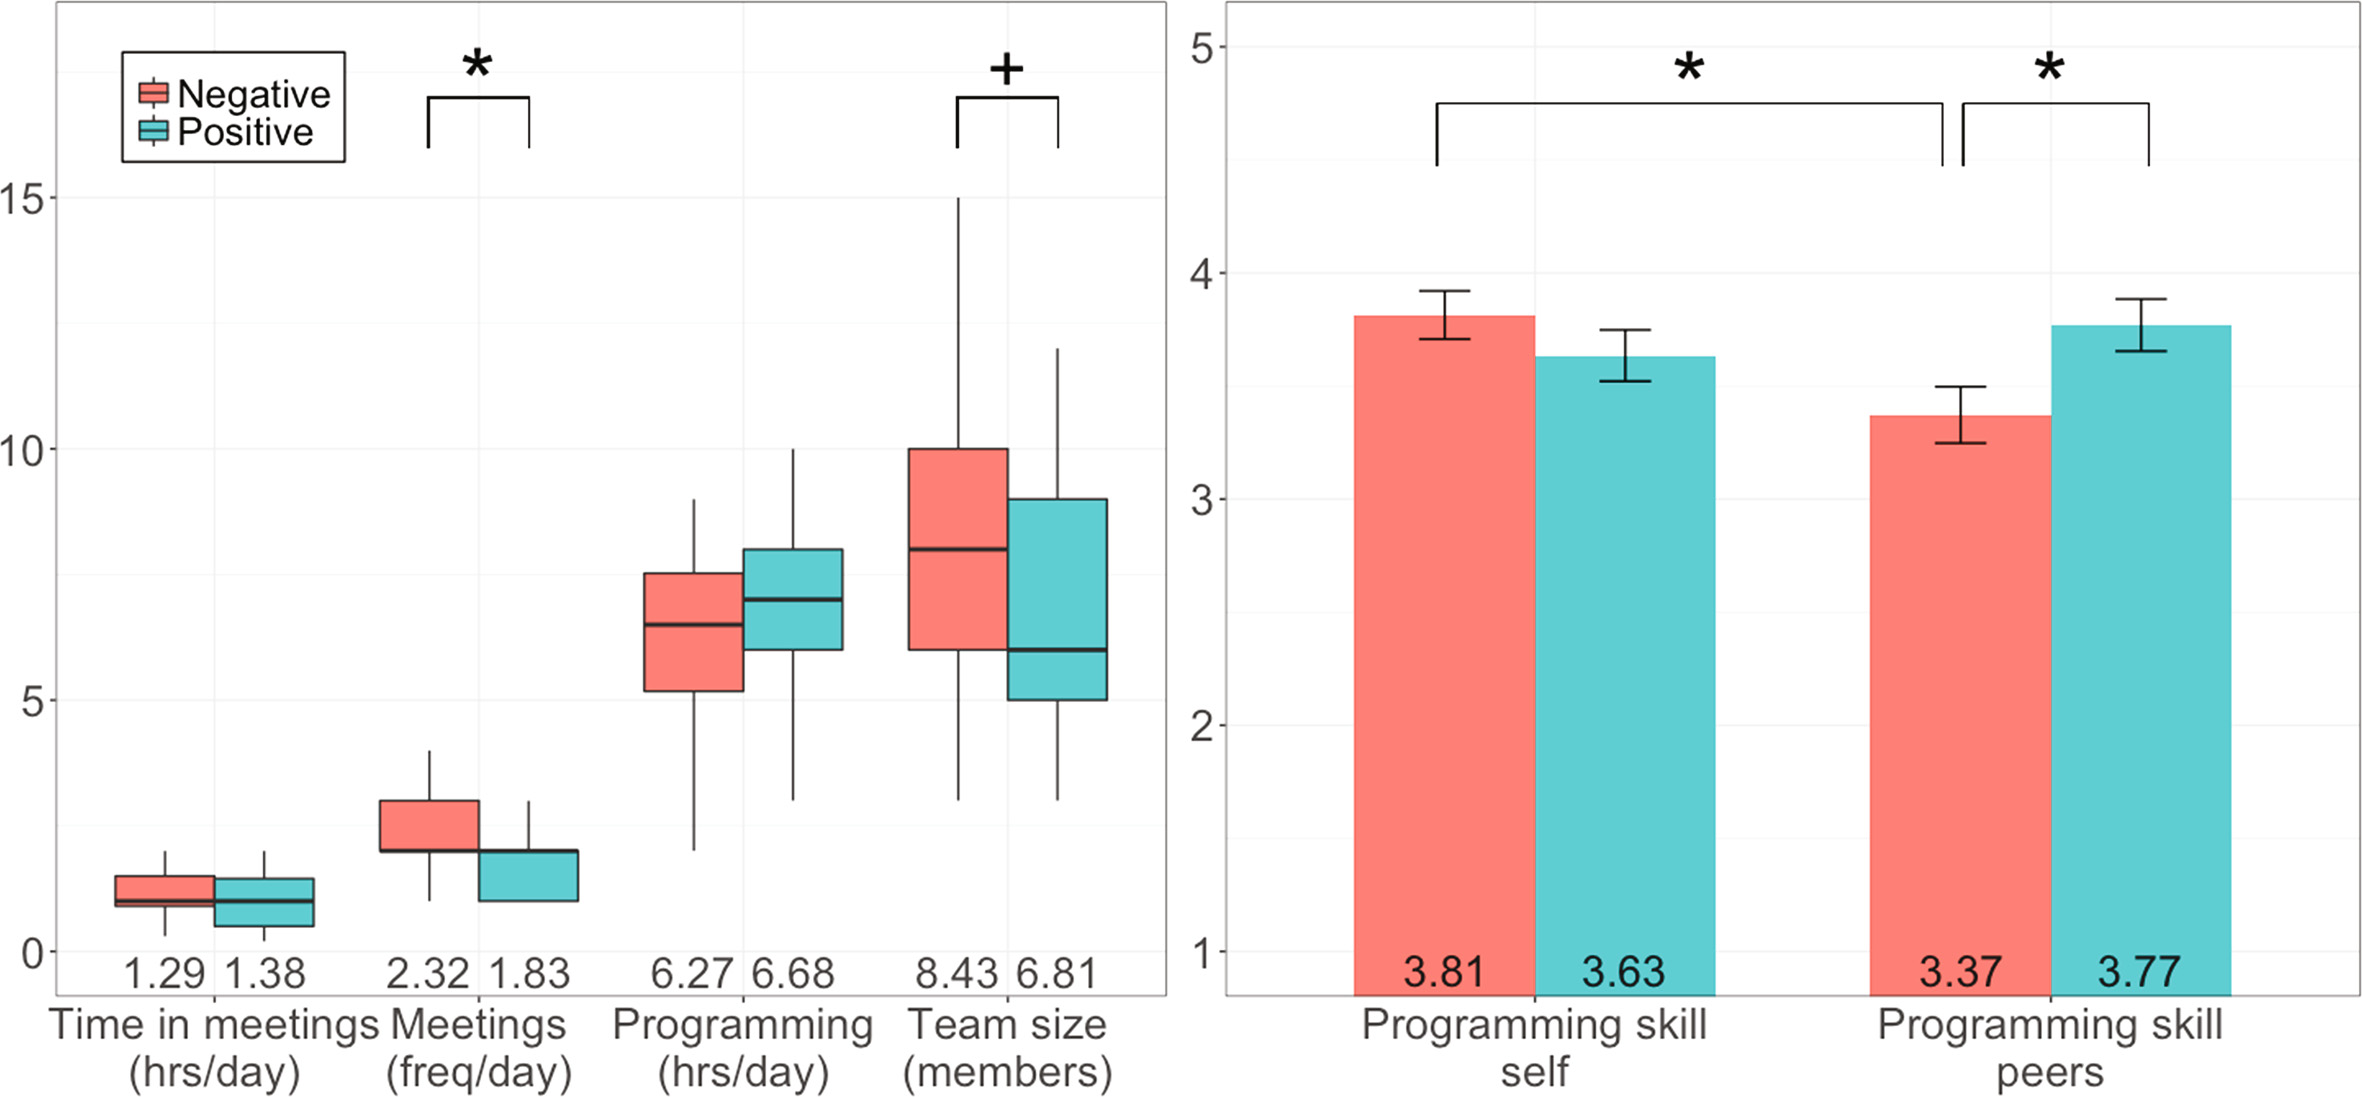 Negative
Positive
*
+
15
10
5
0
1.29 1.38 2.32 1.83 6.27 6.68 8.43 6.81
Time in meetings Meetings Programming Team size
(hrs/day) (freq/day) (hrs/day) (members)
* *
5
4
3
2
1
3.81 3.63 3.37 3.77
Programming skill Programming skill
self peers